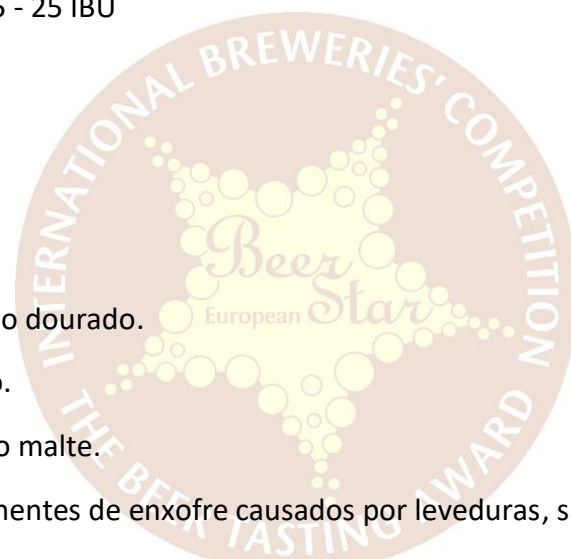 - 25 IBU
INTERNATIONAL BREWERIES' COMPETITION
Beer
European Star
o dourado.
o malte.
nentes de enxofre causados por leveduras, s
THE BEER TASTING AWARD